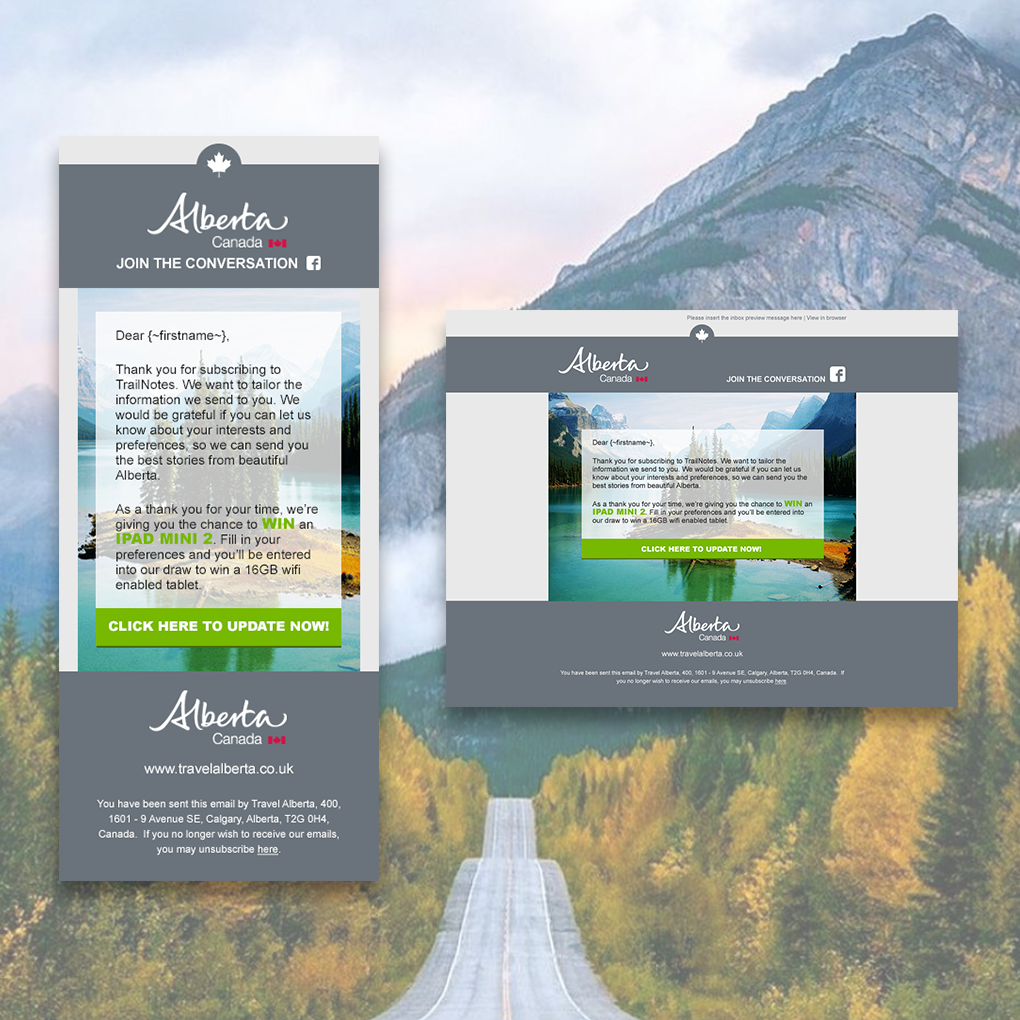 Alberta
Canada
JOIN THE CONVERSATION
Dear {~firstname~},
Thank you for subscribing to
TrailNotes. We want to tailor the
information we send to you. We
would be grateful if you can let us
know about your interests and
preferences, so we can send you
the best stories from beautiful
Alberta.
As a thank you for your time, we're
giving you the chance to WIN an
IPAD MINI 2. Fill in your
preferences and you'll be entered
into our draw to win a 16GB wifi
enabled tablet.
CLICK HERE TO UPDATE NOW!
Alberta
Canada
www.travelalberta.co.uk
You have been sent this email by Travel Alberta, 400,
1601 - 9 Avenue SE, Calgary, Alberta, T2G 0H4,
Canada. If you no longer wish to receive our emails,
you may unsubscribe here.
Please insert the inbox preview message here | View in browser
Alberta
Canada
JOIN THE CONVERSATION
Dear {~firstname~},
Thank you for subscribing to TrailNotes. We want to tailor the
information we send to you. We would be grateful if you can let us
know about your interests and preferences, so we can send you the
best stories from beautiful Alberta.
As a thank you for your time, we're giving you the chance to WIN an
IPAD MINI 2. Fill in your preferences and you'll be entered into
our draw to win a 16GB wifi enabled tablet.
CLICK HERE TO UPDATE NOW!
Alberta
Canada
www.travelalberta.co.uk
You have been sent this email by Travel Alberta, 400, 1601 - 9 Avenue SE, Calgary, Alberta, T2G 0H4, Canada. If
you no longer wish to receive our emails, you may unsubscribe here.